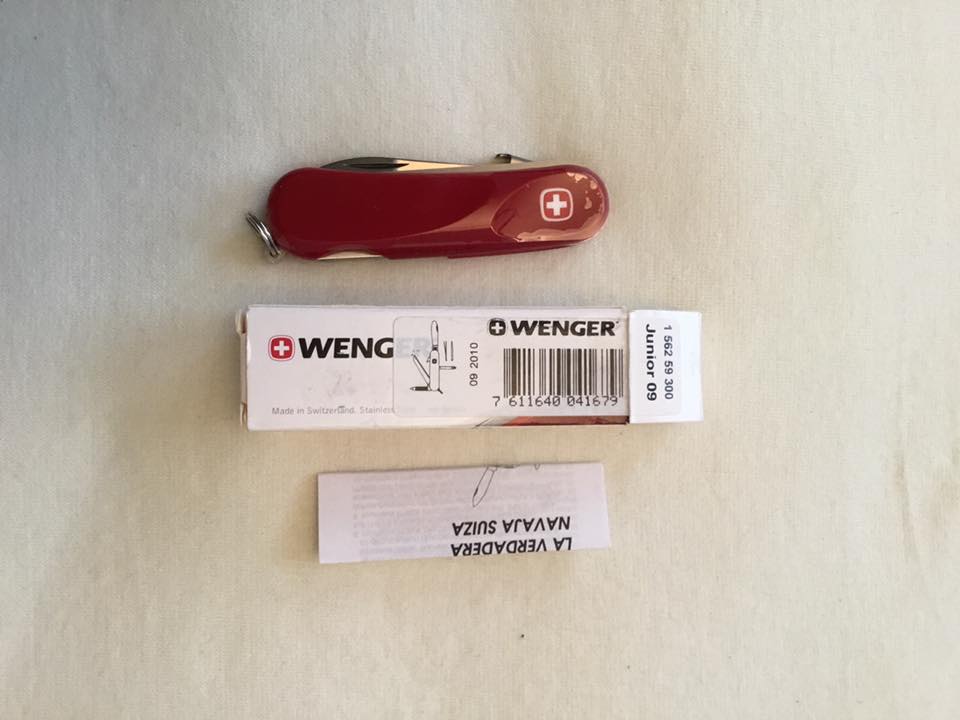 WENGER
Made in Switzerland. Stainless
09 2010
WENGER
7 611640 041679
1 562 59 300
Junior 09
LA VERDADERA
NAVAJA SUIZA